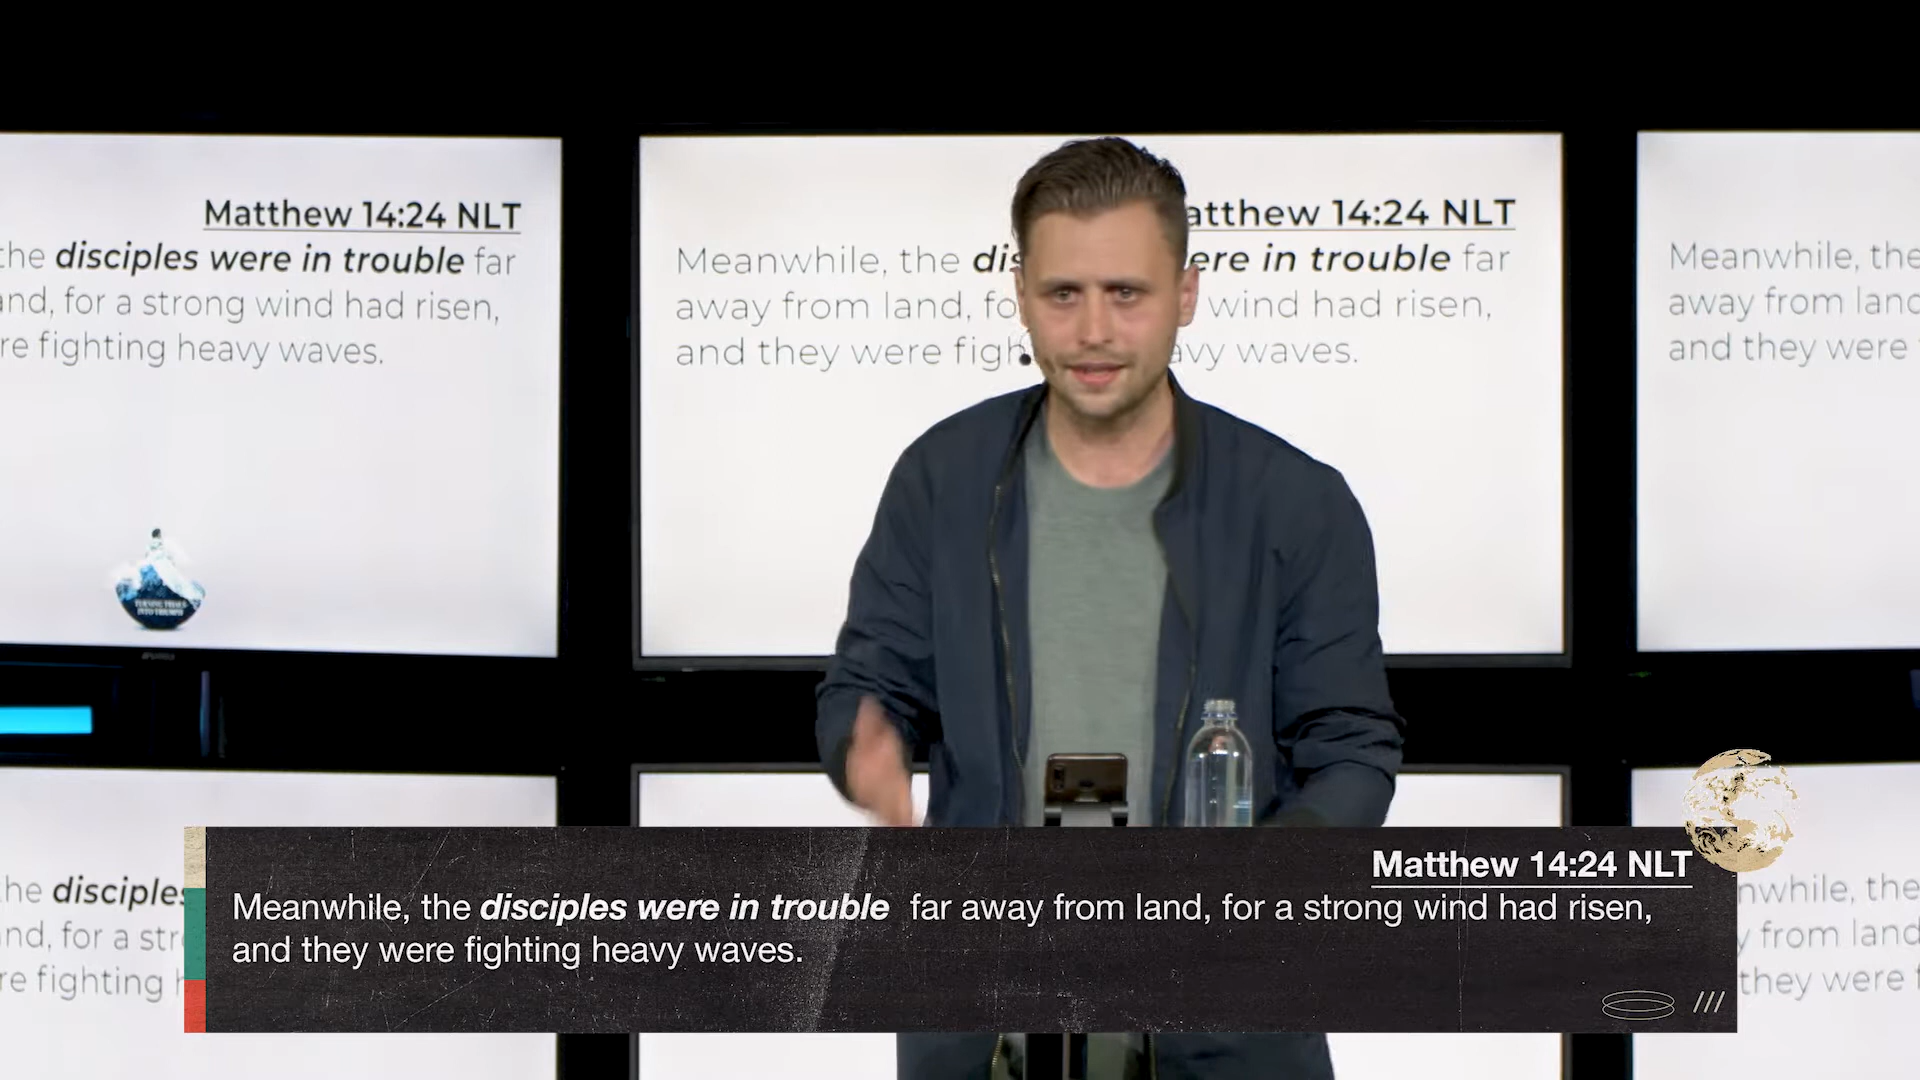 Matthew 14:24 NLT
the disciples were in trouble far
and, for a strong wind had risen,
re fighting heavy waves.
TURNING TRIALS
INTO TRIUMPH
atthew 14:24 NLT
Meanwhile, the dis ere in trouble far
away from land, fo wind had risen,
and they were figh avy waves.
Meanwhile, the
away from land
and they were
he disciples
nd, for a str
re fighting h
nwhile, the
y from land
they were f
Matthew 14:24 NLT
Meanwhile, the disciples were in trouble far away from land, for a strong wind had risen,
and they were fighting heavy waves.